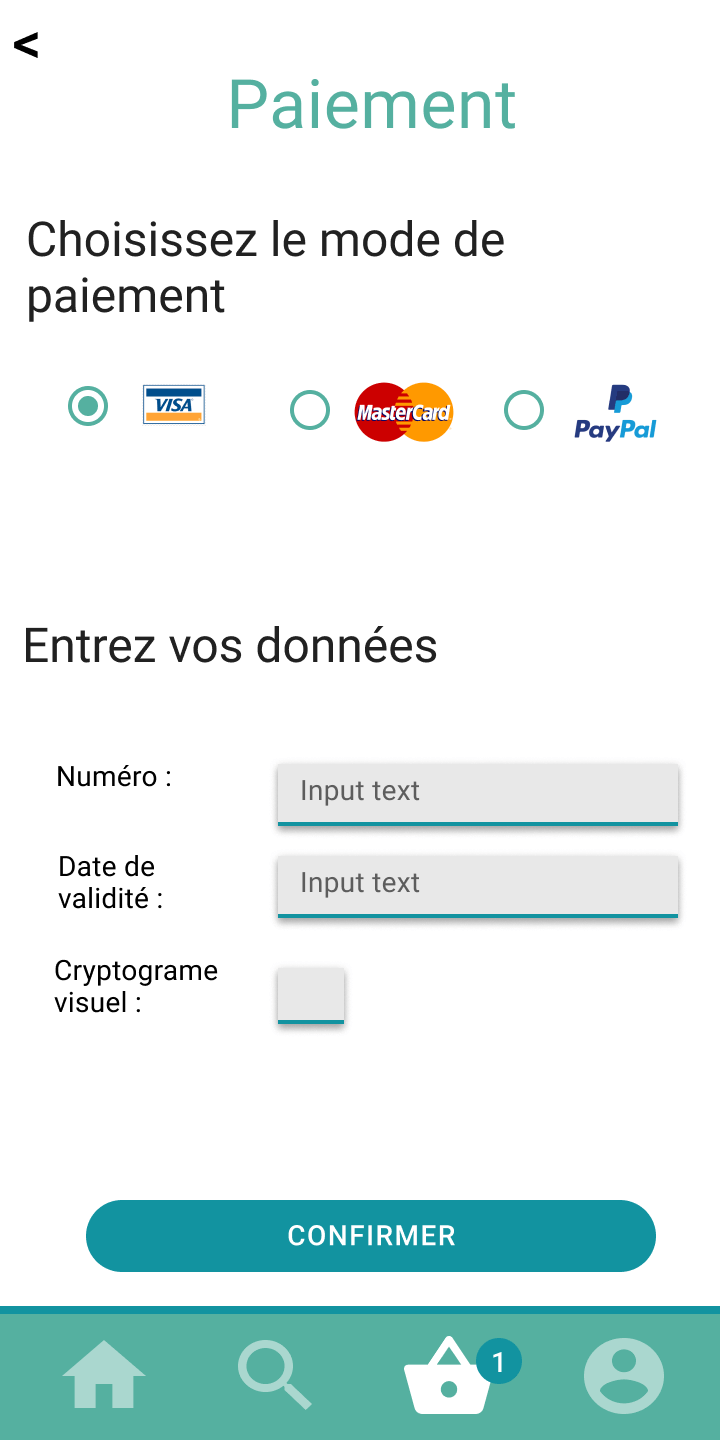 <
Paiement
Choisissez le mode de
paiement
VISA
MasterCard
PayPal
Entrez vos données
Numéro :
Input text
Date de
validité :
Input text
Cryptograme
visuel :
CONFIRMER
1